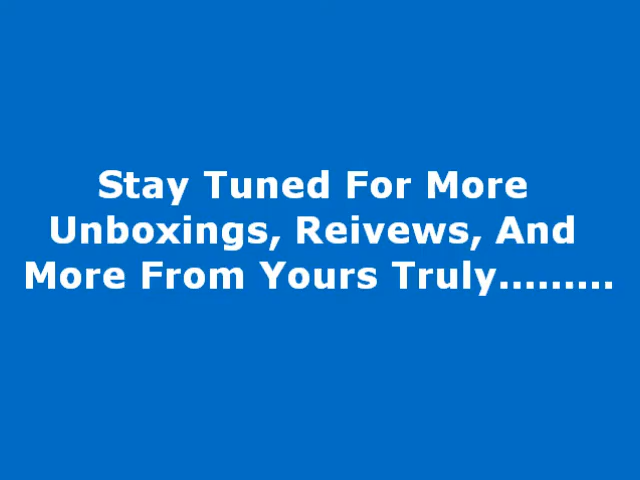 Stay Tuned For More
Unboxings, Reivews, And
More From Yours Truly.........